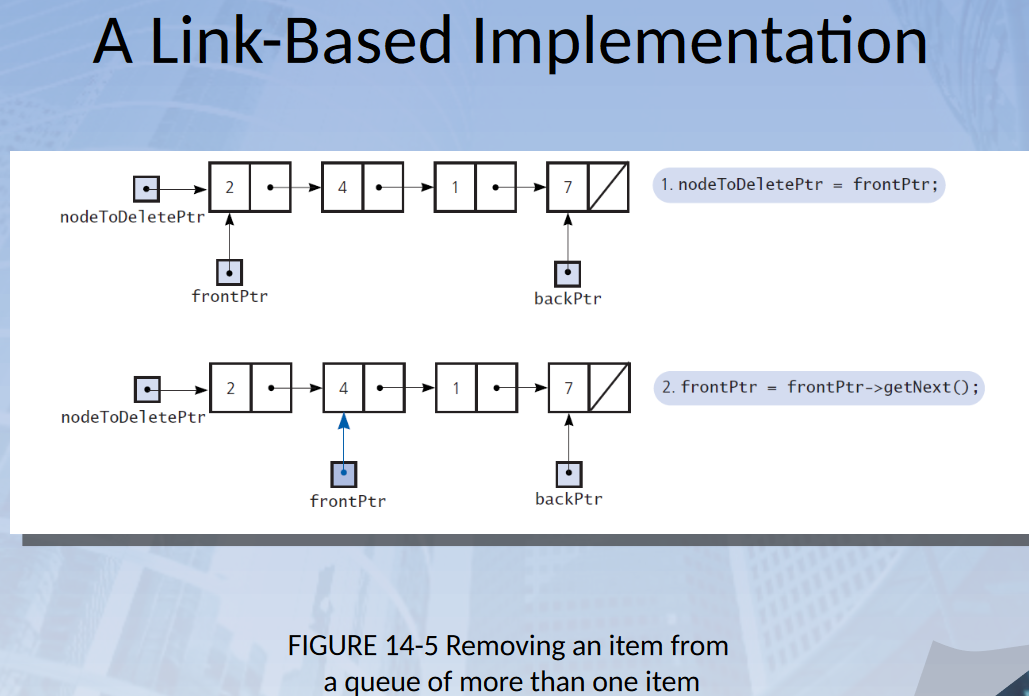 A Link-Based Implementation
2 4 1 7
1. nodeToDeletePtr = frontPtr;
nodeToDeletePtr
frontPtr
backPtr
2 4 1 7
2. frontPtr = frontPtr->getNext();
nodeToDeletePtr
frontPtr
backPtr
FIGURE 14-5 Removing an item from
a queue of more than one item